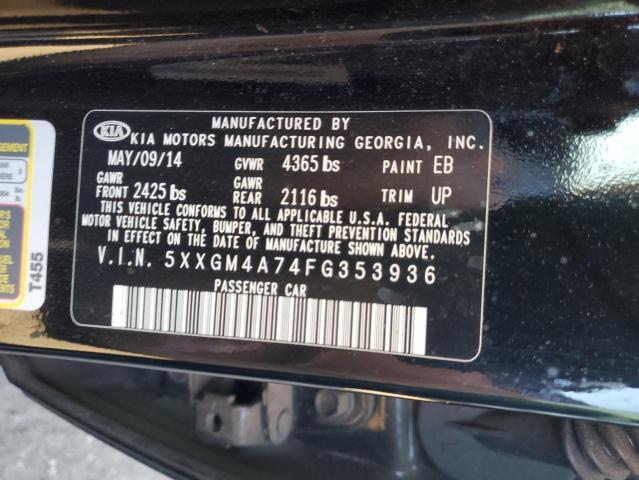 MANUFACTURED BY
KIA KIA MOTORS MANUFACTURING GEORGIA, INC.
MAY/09/14 GVWR 4365 lbs PAINT EB
GAWR FRONT 2425 lbs GAWR REAR 2116 lbs TRIM UP
THIS VEHICLE CONFORMS TO ALL APPLICABLE U.S.A. FEDERAL
MOTOR VEHICLE SAFETY, BUMPER, AND THEFT PREVENTION STANDARDS
IN EFFECT ON THE DATE OF MANUFACTURE SHOWN ABOVE.
V.I.N. 5XXGM4A74FG353936
PASSENGER CAR
T455